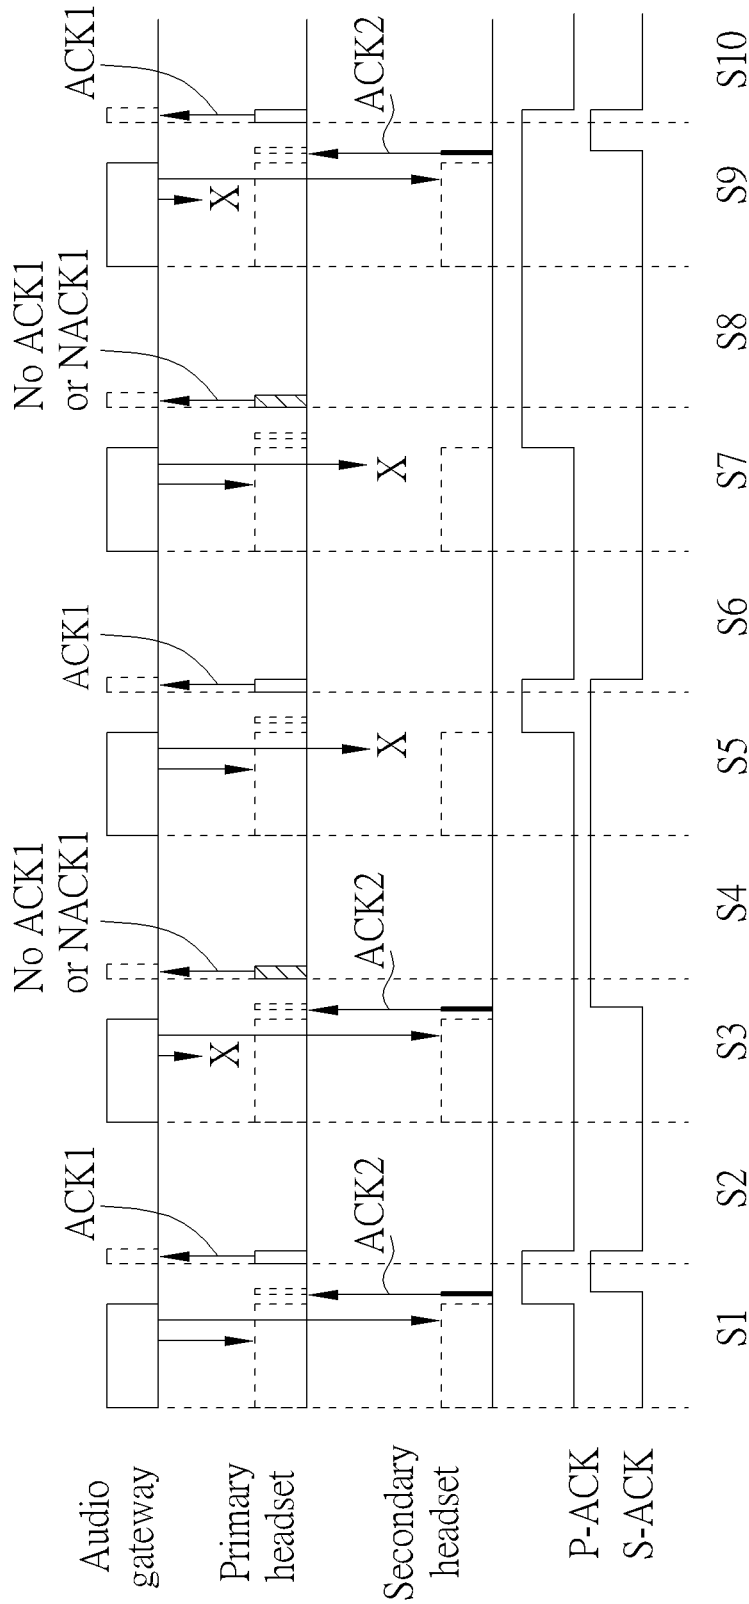 ACK1
No ACK1
or NACK1
ACK1
No ACK1
or NACK1
ACK1
Audio
gateway
X
X
Primary
headset
ACK2
ACK2
ACK2
X
X
Secondary
headset
P-ACK
S-ACK
S1
S2
S3
S4
S5
S6
S7
S8
S9
S10